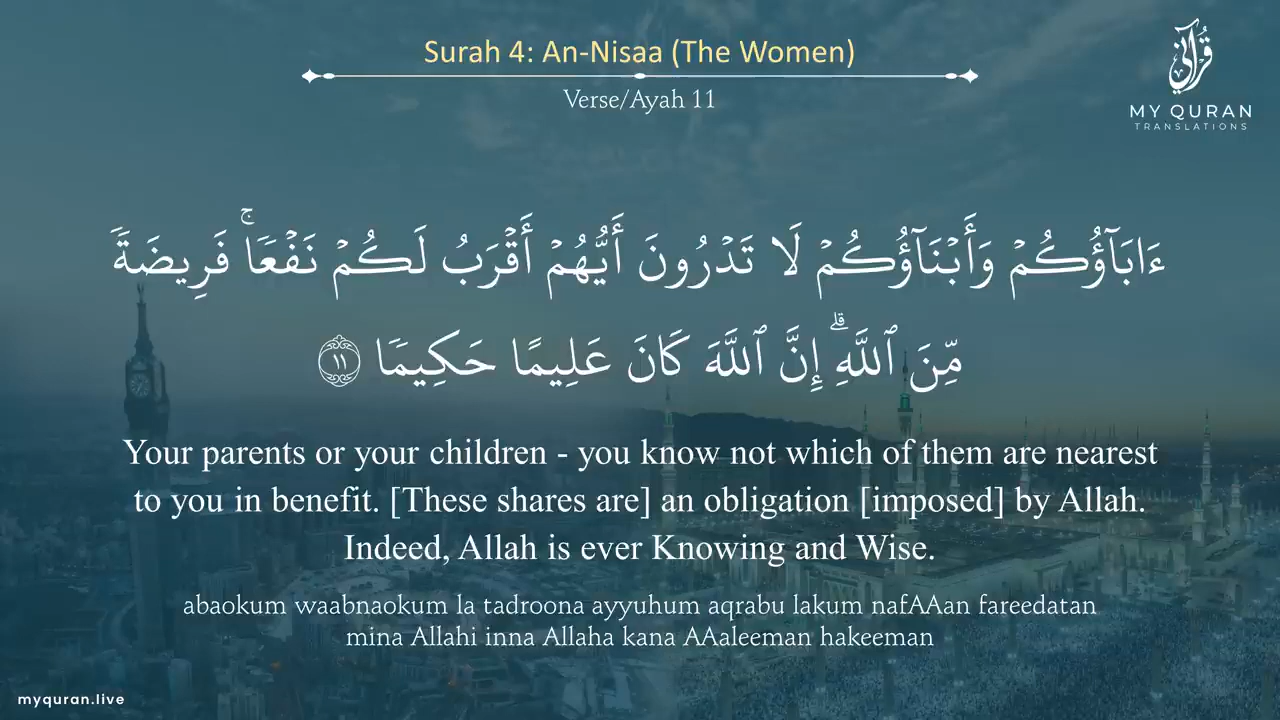 Surah 4: An-Nisaa (The Women)
Verse/Ayah 11
قرآني
MY QURAN
TRANSLATIONS
ءَابَآؤُكُمۡ وَأَبۡنَآؤُكُمۡ لَا تَدۡرُونَ أَيُّهُمۡ أَقۡرَبُ لَكُمۡ نَفۡعٗاۚ فَرِيضَةٗ
مِّنَ ٱللَّهِۗ إِنَّ ٱللَّهَ كَانَ عَلِيمًا حَكِيمٗا ١١
Your parents or your children - you know not which of them are nearest
to you in benefit. [These shares are] an obligation [imposed] by Allah.
Indeed, Allah is ever Knowing and Wise.
abaokum waabnaokum la tadroona ayyuhum aqrabu lakum nafAAan fareedatan
mina Allahi inna Allaha kana AAaleeman hakeeman
myquran.live